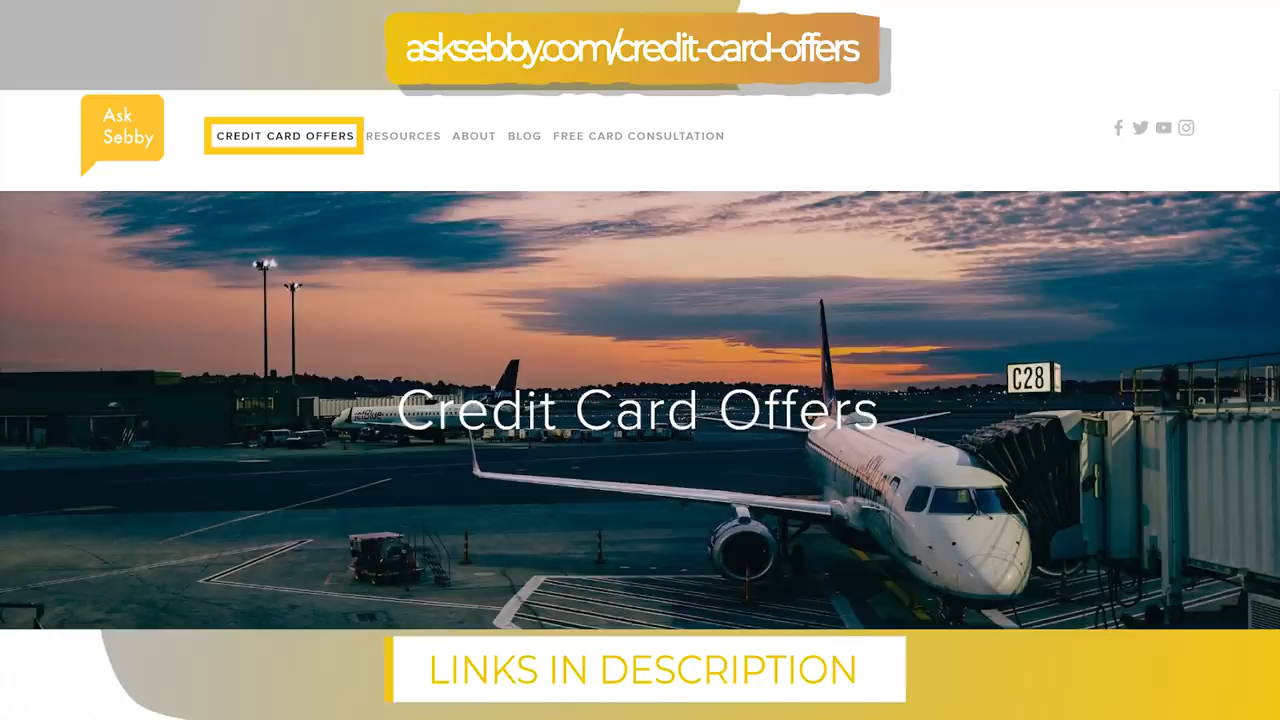 asksebby.com/credit-card-offers
Ask
Sebby
CREDIT CARD OFFERS RESOURCES ABOUT BLOG FREE CARD CONSULTATION
C28
jetBlue
Credit Card Offers
LINKS IN DESCRIPTION